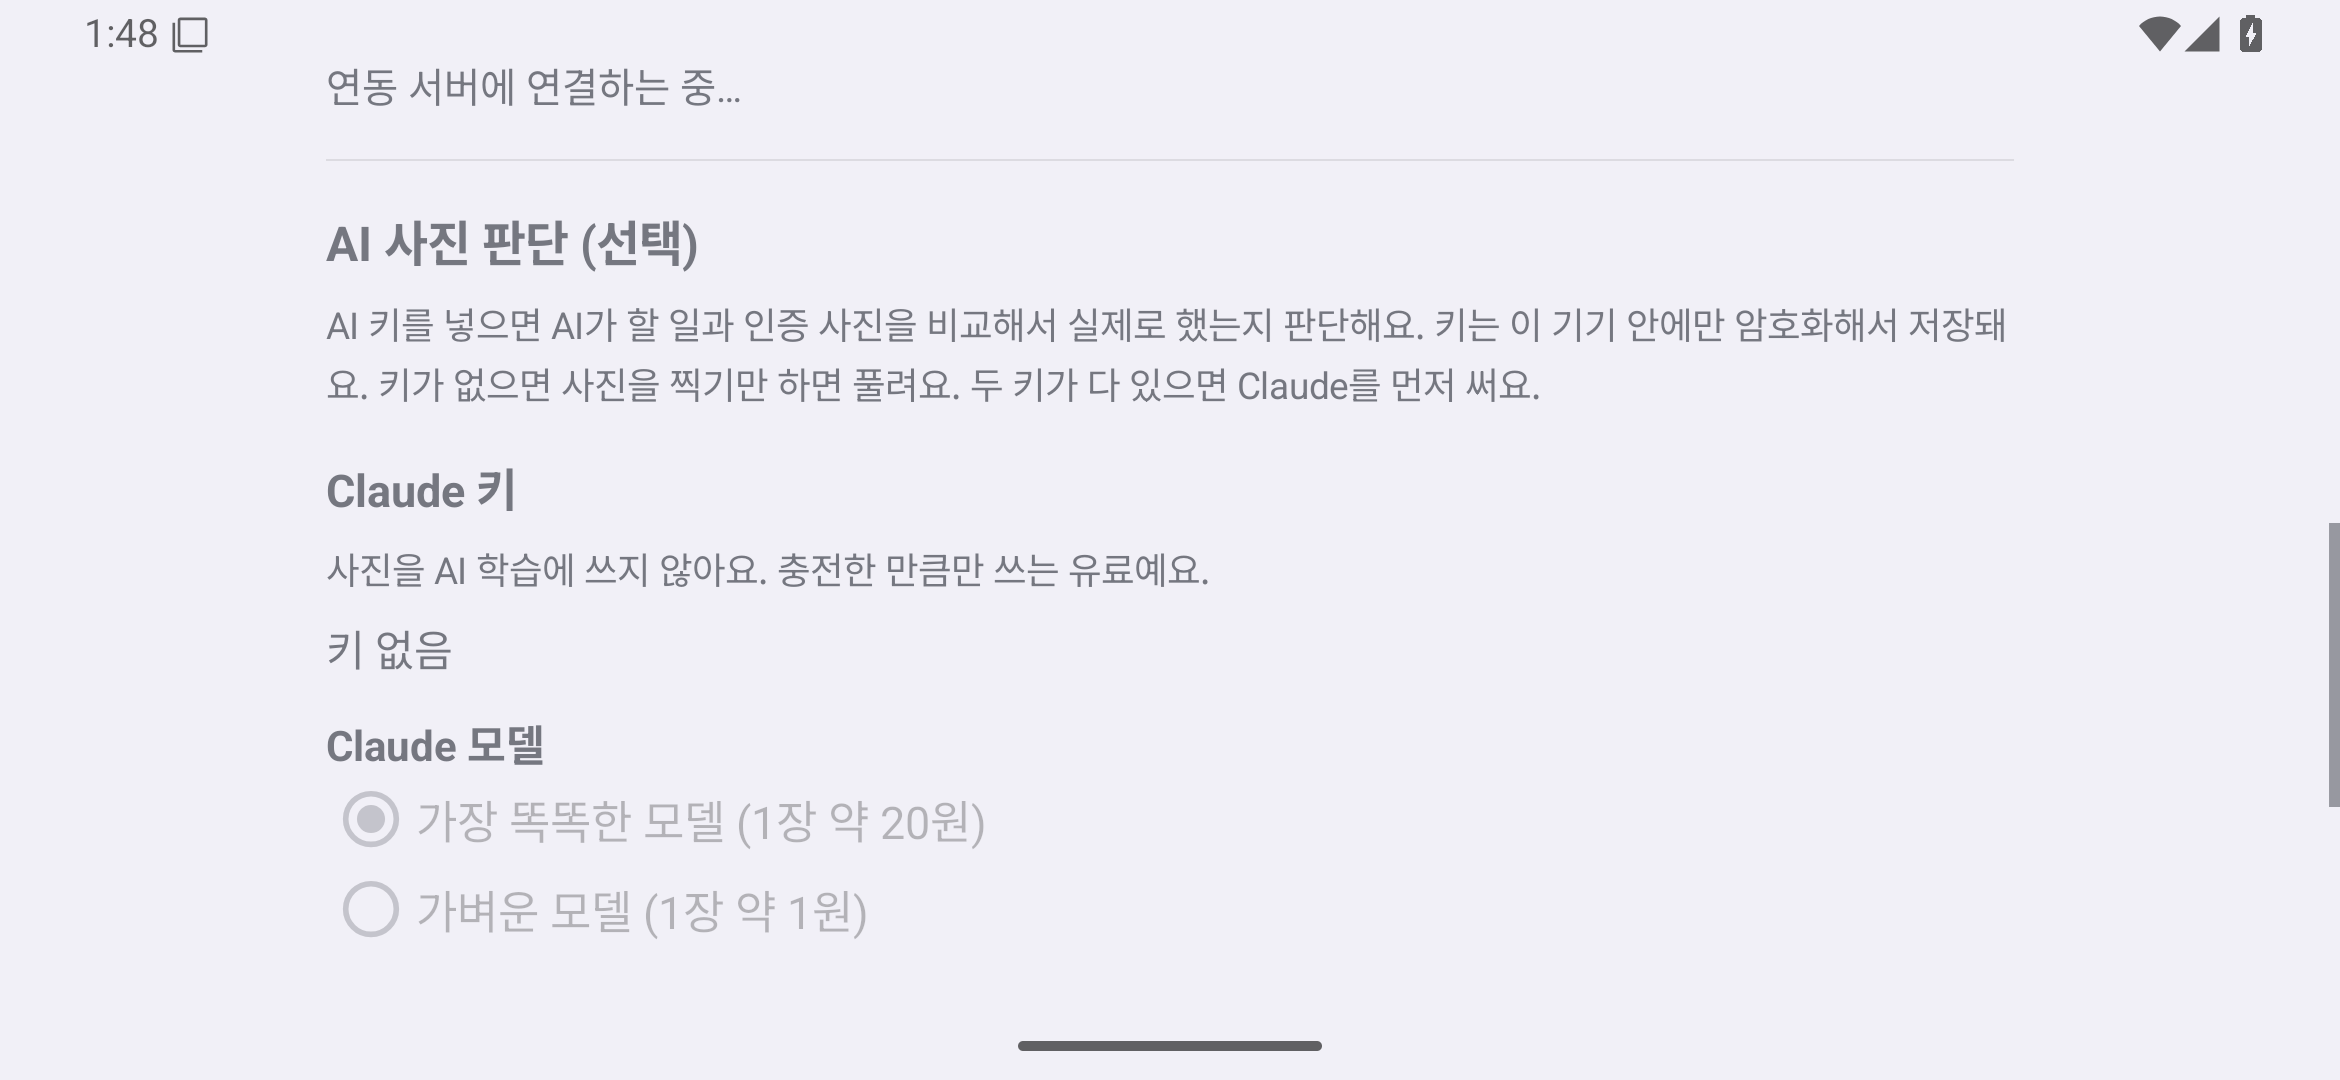 1:48
연동 서버에 연결하는 중...
AI 사진 판단 (선택)
AI 키를 넣으면 AI가 할 일과 인증 사진을 비교해서 실제로 했는지 판단해요. 키는 이 기기 안에만 암호화해서 저장돼
요. 키가 없으면 사진을 찍기만 하면 풀려요. 두 키가 다 있으면 Claude를 먼저 써요.
Claude 키
사진을 AI 학습에 쓰지 않아요. 충전한 만큼만 쓰는 유료예요.
키 없음
Claude 모델
가장 똑똑한 모델 (1장 약 20원)
가벼운 모델 (1장 약 1원)